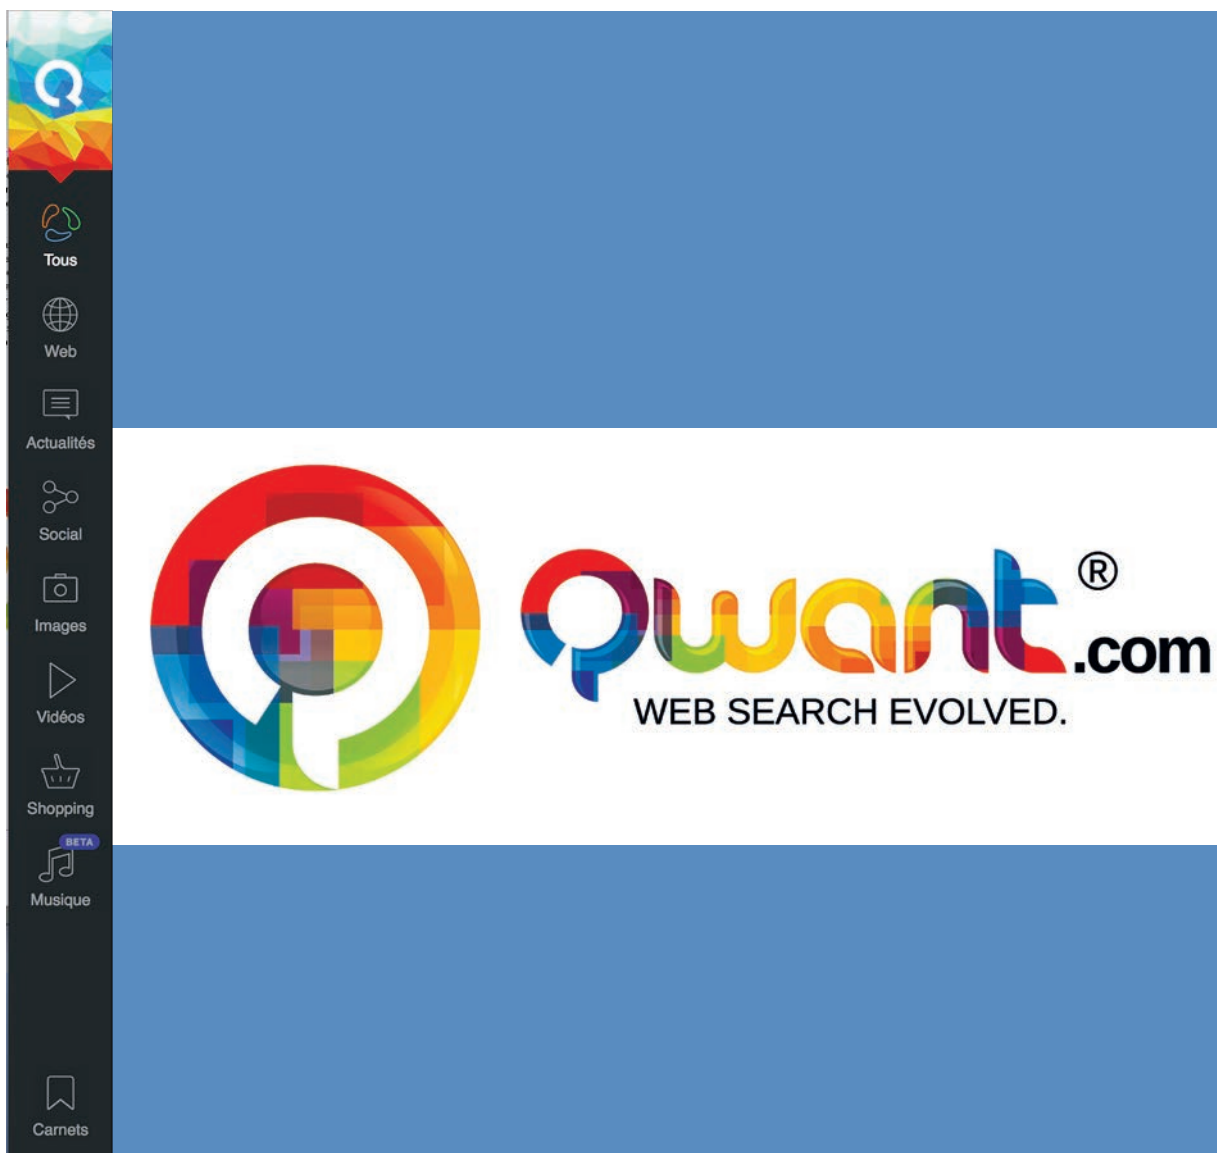 Tous
Web
Actualités
Social
Images
Vidéos
Shopping
BETA
Musique
Carnets
Qwant®.com
WEB SEARCH EVOLVED.